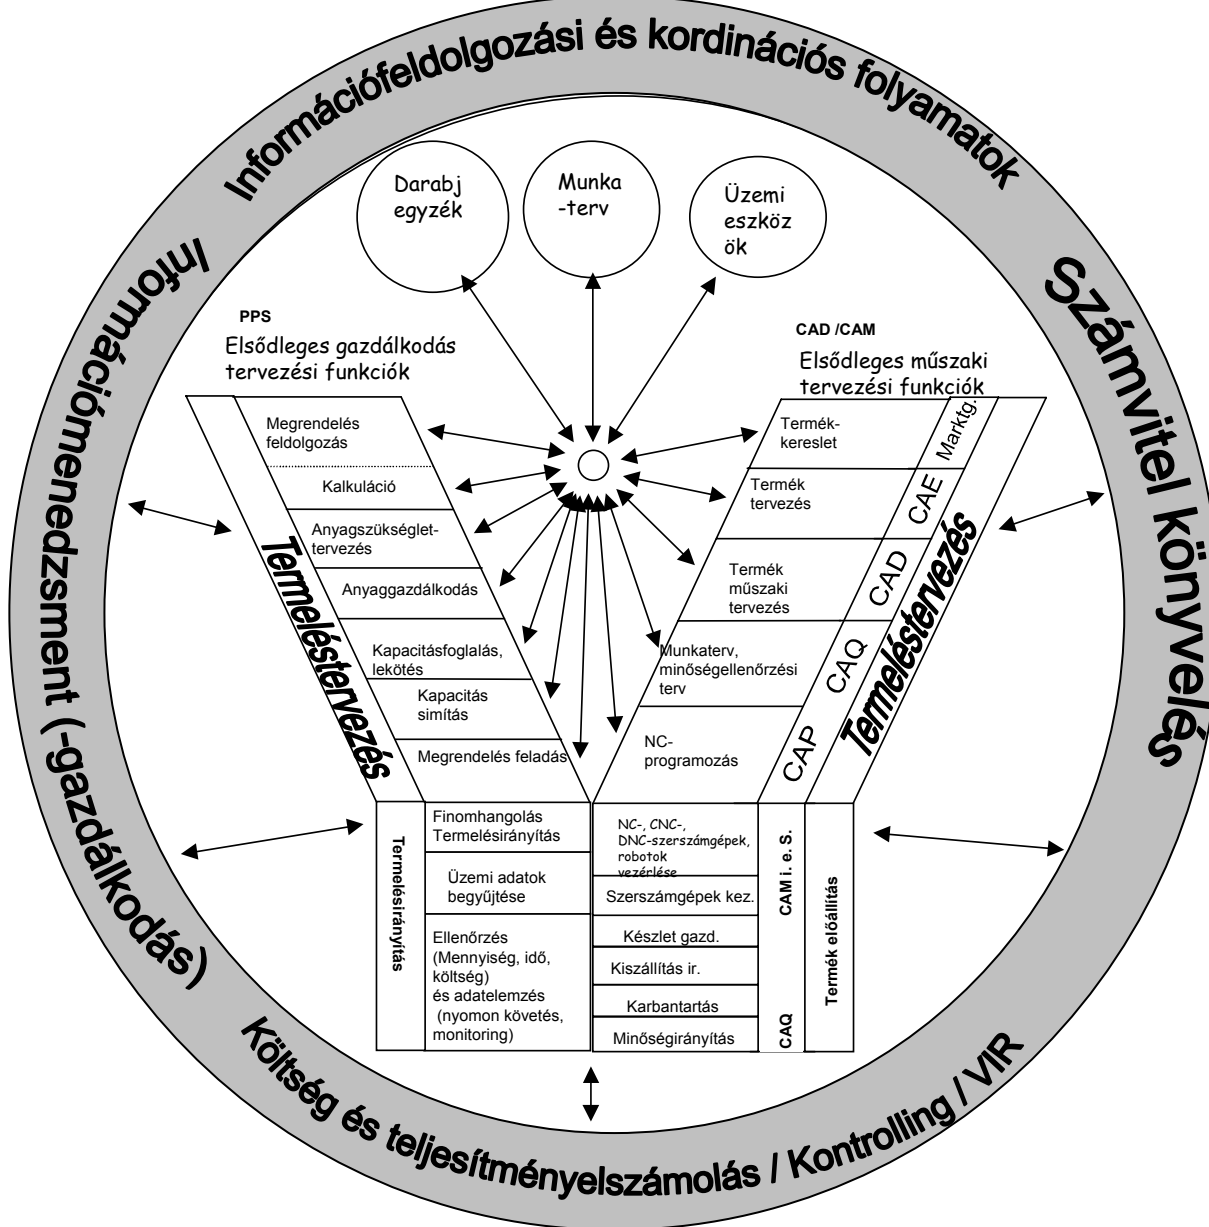 Információfeldolgozási és kordinációs folyamatok
Számvitel könyvelés
Információmenedzsment (-gazdálkodás)
Költség és teljesítményelszámolás / Kontrolling / VIR
Darabj
egyzék
Munka
-terv
Üzemi
eszköz
ök
PPS
Elsődleges gazdálkodás
tervezési funkciók
CAD /CAM
Elsődleges műszaki
tervezési funkciók
Megrendelés
feldolgozás
Kalkuláció
Anyagszükséglet-
tervezés
Anyaggazdálkodás
Kapacitásfoglalás,
lekötés
Kapacitás
simítás
Megrendelés feladás
Termeléstervezés
Termék-
kereslet
Termék
tervezés
Termék
műszaki
tervezés
Munkaterv,
minőségellenőrzési
terv
NC-
programozás
Marktg.
CAE
CAD
CAQ
CAP
Termeléstervezés
Termelésirányítás
Finomhangolás
Termelésirányítás
Üzemi adatok
begyűjtése
Ellenőrzés
(Mennyiség, idő,
költség)
és adatelemzés
(nyomon követés,
monitoring)
NC-, CNC-,
DNC-szerszámgépek,
robotok
vezérlése
Szerszámgépek kez.
Készlet gazd.
Kiszállítás ir.
Karbantartás
Minőségirányítás
CAM i. e. S.
CAQ
Termék előállítás